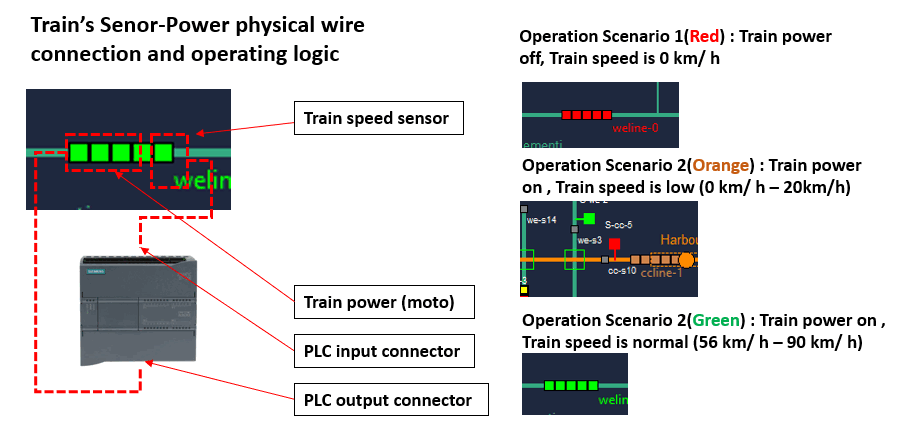 Train's Senor-Power physical wire
connection and operating logic
Train speed sensor
welin
SIEMENS
Train power (moto)
PLC input connector
PLC output connector
Operation Scenario 1(Red) : Train power
off, Train speed is 0 km/ h
weline-0
ementi
Operation Scenario 2(Orange) : Train power
on , Train speed is low (0 km/ h – 20km/h)
we-s14
S-cc-5
we-s3
Harbou
cc-s10
ccline-1
-3
Operation Scenario 2(Green) : Train power on ,
Train speed is normal (56 km/ h – 90 km/ h)
welin